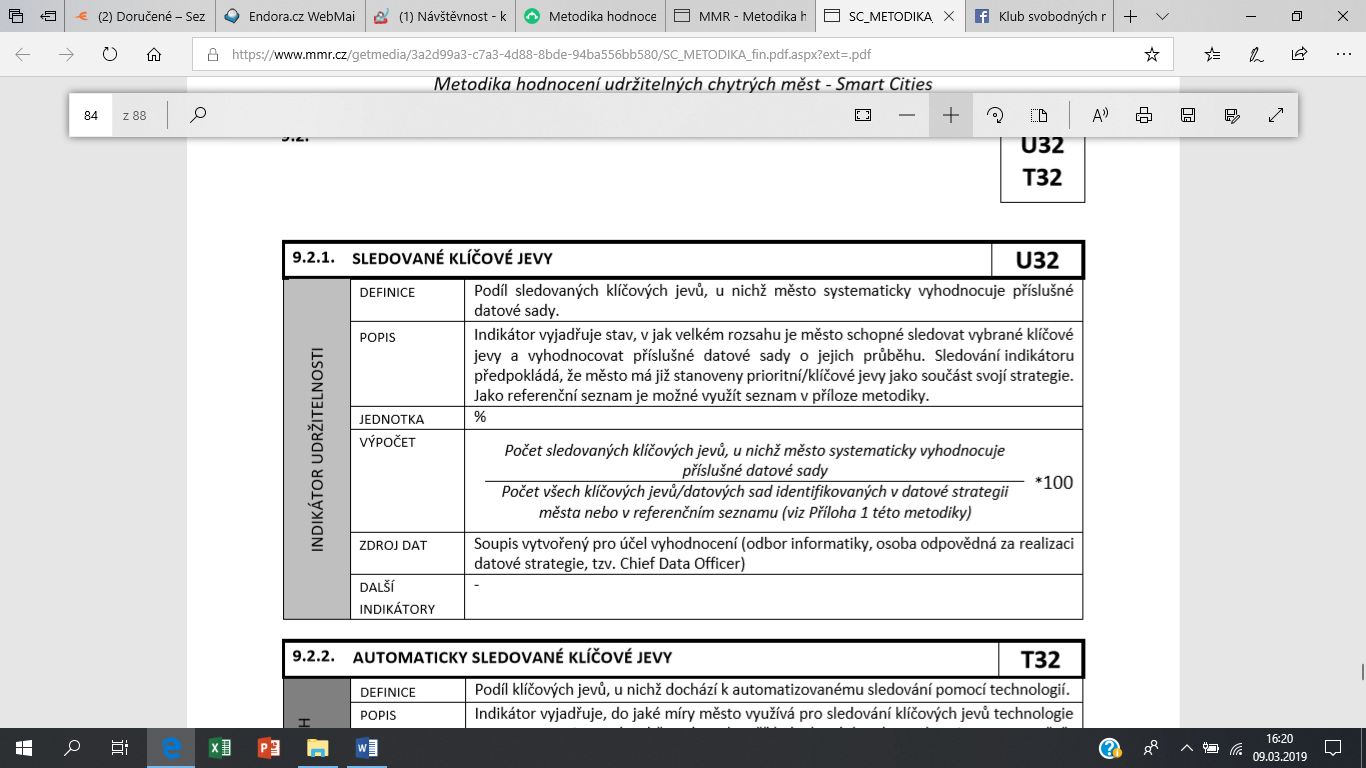 (2) Doručené – Sez
Endora.cz WebMai
(1) Návštěvnost - k
Metodika hodnoce
MMR - Metodika h
SC_METODIKA_
Klub svobodných r
https://www.mmr.cz/getmedia/3a2d99a3-c7a3-4d88-8bde-94ba556bb580/SC_METODIKA_fin.pdf.aspx?ext=.pdf
Metodika hodnocení udržitelných chytrých měst - Smart Cities
84 z 88
9.2.
U32
T32
9.2.1. SLEDOVANÉ KLÍČOVÉ JEVY U32
INDIKÁTOR UDRŽITELNOSTI
DEFINICE
Podíl sledovaných klíčových jevů, u nichž město systematicky vyhodnocuje příslušné
datové sady.
POPIS
Indikátor vyjadřuje stav, v jak velkém rozsahu je město schopné sledovat vybrané klíčové
jevy a vyhodnocovat příslušné datové sady o jejich průběhu. Sledování indikátoru
předpokládá, že město má již stanoveny prioritní/klíčové jevy jako součást svojí strategie.
Jako referenční seznam je možné využít seznam v příloze metodiky.
JEDNOTKA
%
VÝPOČET
Počet sledovaných klíčových jevů, u nichž město systematicky vyhodnocuje
příslušné datové sady
Počet všech klíčových jevů/datových sad identifikovaných v datové strategii
města nebo v referenčním seznamu (viz Příloha 1 této metodiky)
*100
ZDROJ DAT
Soupis vytvořený pro účel vyhodnocení (odbor informatiky, osoba odpovědná za realizaci
datové strategie, tzv. Chief Data Officer)
DALŠÍ
INDIKÁTORY
-
9.2.2. AUTOMATICKY SLEDOVANÉ KLÍČOVÉ JEVY T32
DEFINICE
Podíl klíčových jevů, u nichž dochází k automatizovanému sledování pomocí technologií.
POPIS
Indikátor vyjadřuje, do jaké míry město využívá pro sledování klíčových jevů technologie
16:20
09.03.2019